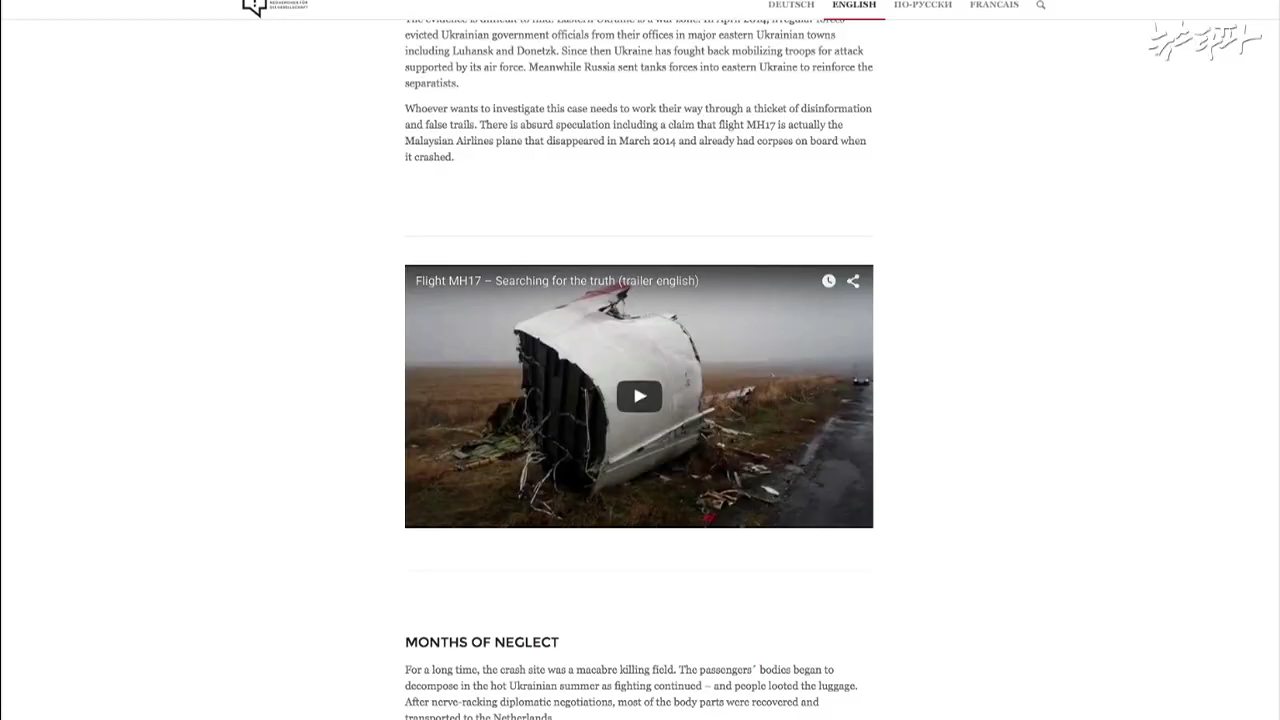 RECHERCHEN FÜR
DIE GESELLSCHAFT
DEUTSCH ENGLISH ПО-РУССКИ FRANCAIS
뉴스타파
The evidence is difficult to find. Eastern Ukraine is a war zone. In April 2014, irregular forces
evicted Ukrainian government officials from their offices in major eastern Ukrainian towns
including Luhansk and Donetzk. Since then Ukraine has fought back mobilizing troops for attack
supported by its air force. Meanwhile Russia sent tanks forces into eastern Ukraine to reinforce the
separatists.
Whoever wants to investigate this case needs to work their way through a thicket of disinformation
and false trails. There is absurd speculation including a claim that flight MH17 is actually the
Malaysian Airlines plane that disappeared in March 2014 and already had corpses on board when
it crashed.
Flight MH17 – Searching for the truth (trailer english)
MONTHS OF NEGLECT
For a long time, the crash site was a macabre killing field. The passengers´ bodies began to
decompose in the hot Ukrainian summer as fighting continued – and people looted the luggage.
After nerve-racking diplomatic negotiations, most of the body parts were recovered and
transported to the Netherlands.